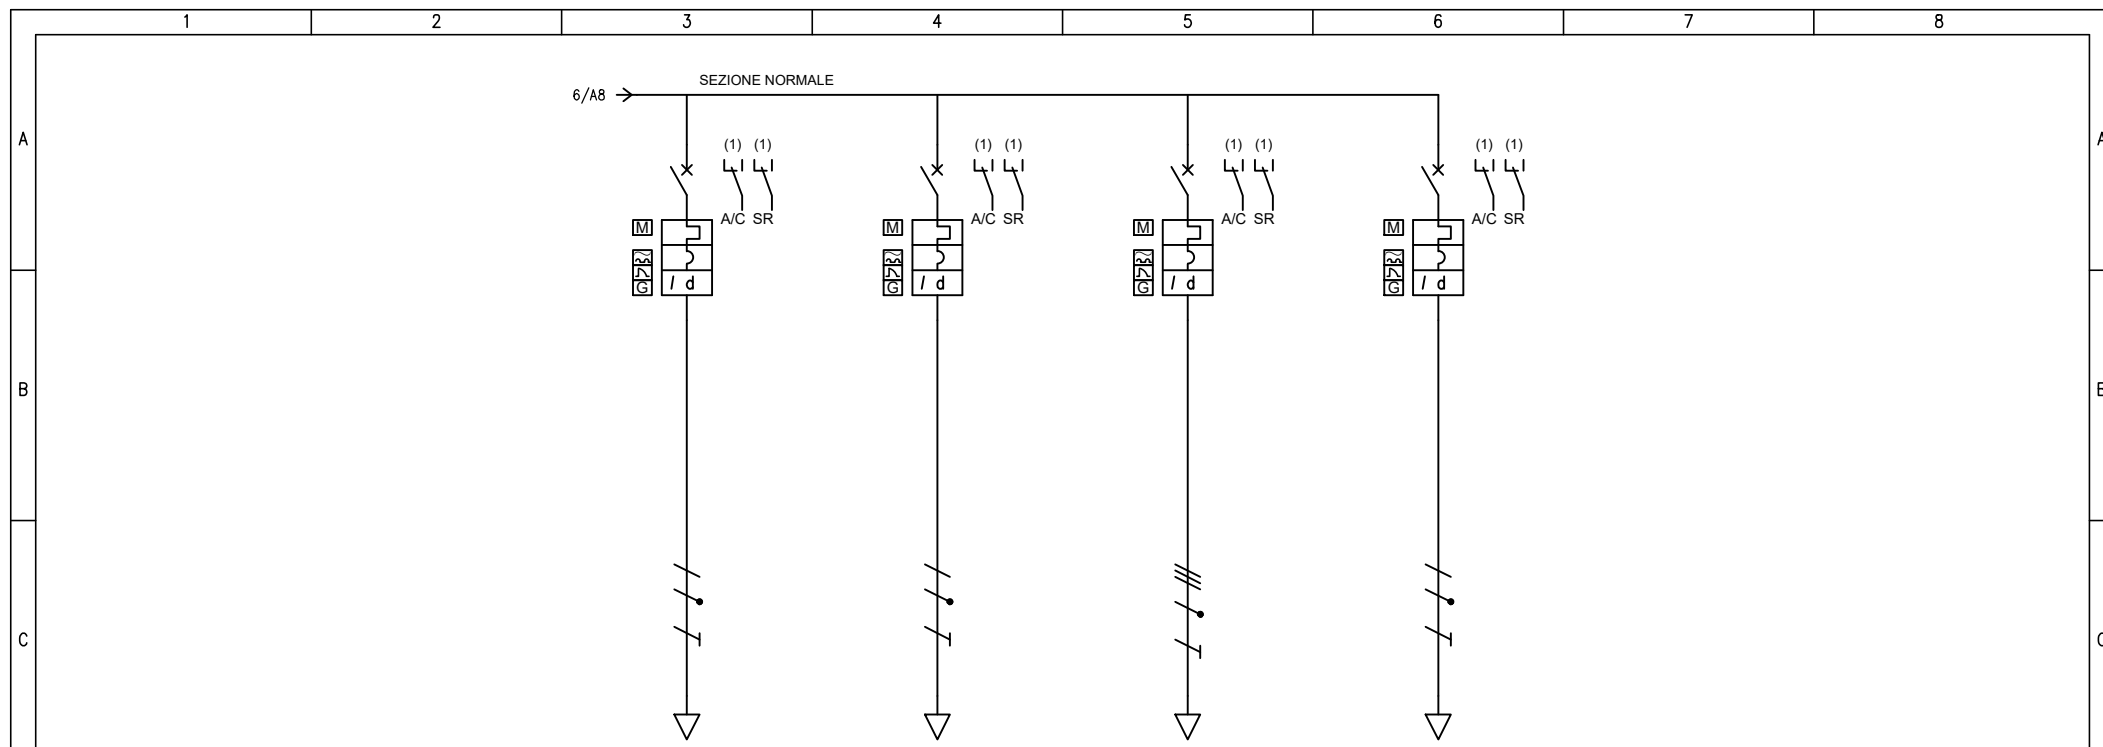 1 2 3 4 5 6 7 8
SEZIONE NORMALE
6/A8
A A
(1) (1) (1) (1) (1) (1) (1) (1)
A/C SR A/C SR A/C SR A/C SR
M M M M
I d I d I d I d
G G G G
B B
C C